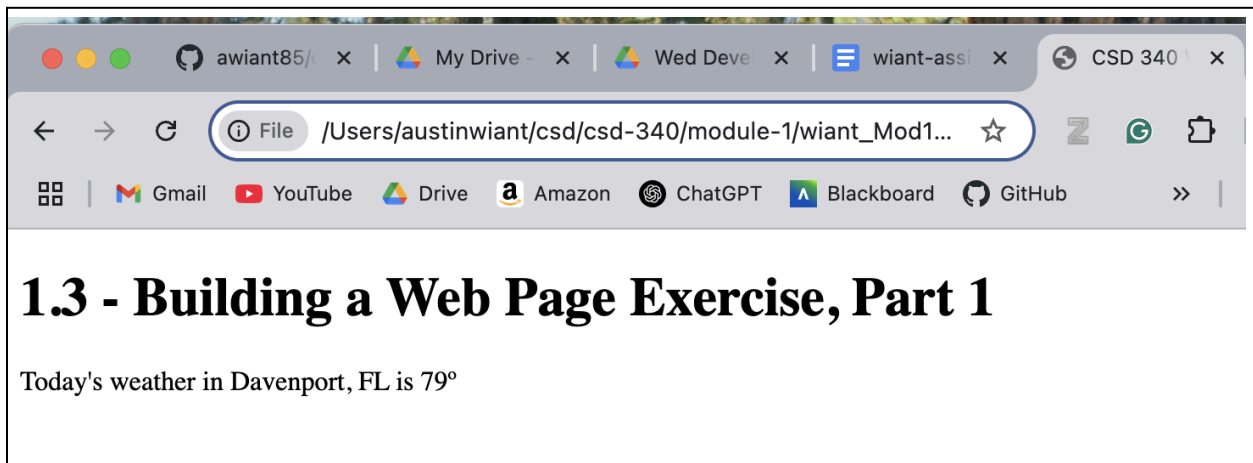 awiant85/
My Drive -
Wed Deve
wiant-assi
CSD 340
File /Users/austinwiant/csd/csd-340/module-1/wiant_Mod1...
Gmail YouTube Drive Amazon ChatGPT Blackboard GitHub
1.3 - Building a Web Page Exercise, Part 1
Today's weather in Davenport, FL is 79º